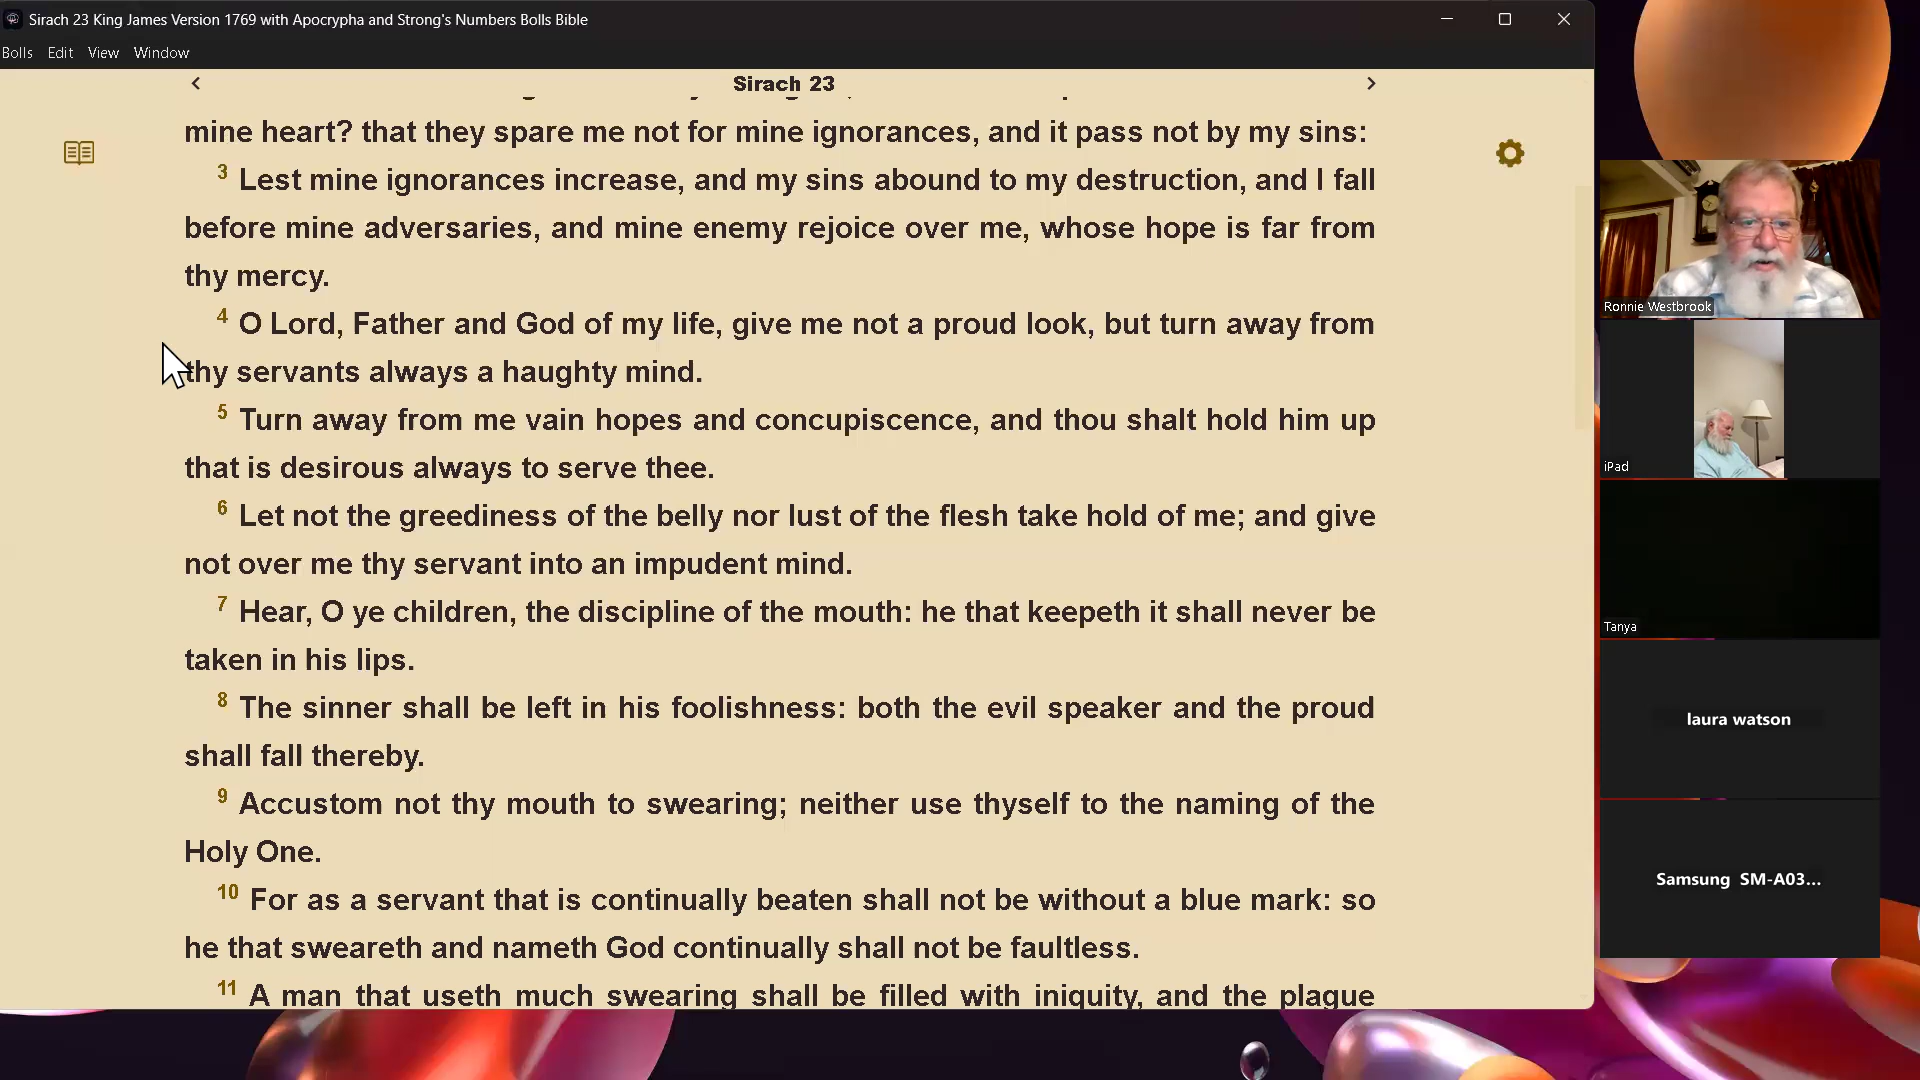 Sirach 23 King James Version 1769 with Apocrypha and Strong's Numbers Bolls Bible
Bolls Edit View Window
Sirach 23
mine heart? that they spare me not for mine ignorances, and it pass not by my sins:
3 Lest mine ignorances increase, and my sins abound to my destruction, and I fall
before mine adversaries, and mine enemy rejoice over me, whose hope is far from
thy mercy.
4 O Lord, Father and God of my life, give me not a proud look, but turn away from
thy servants always a haughty mind.
5 Turn away from me vain hopes and concupiscence, and thou shalt hold him up
that is desirous always to serve thee.
6 Let not the greediness of the belly nor lust of the flesh take hold of me; and give
not over me thy servant into an impudent mind.
7 Hear, O ye children, the discipline of the mouth: he that keepeth it shall never be
taken in his lips.
8 The sinner shall be left in his foolishness: both the evil speaker and the proud
shall fall thereby.
9 Accustom not thy mouth to swearing; neither use thyself to the naming of the
Holy One.
10 For as a servant that is continually beaten shall not be without a blue mark: so
he that sweareth and nameth God continually shall not be faultless.
11 A man that useth much swearing shall be filled with iniquity, and the plague
Ronnie Westbrook
iPad
Tanya
laura watson
Samsung SM-A03...